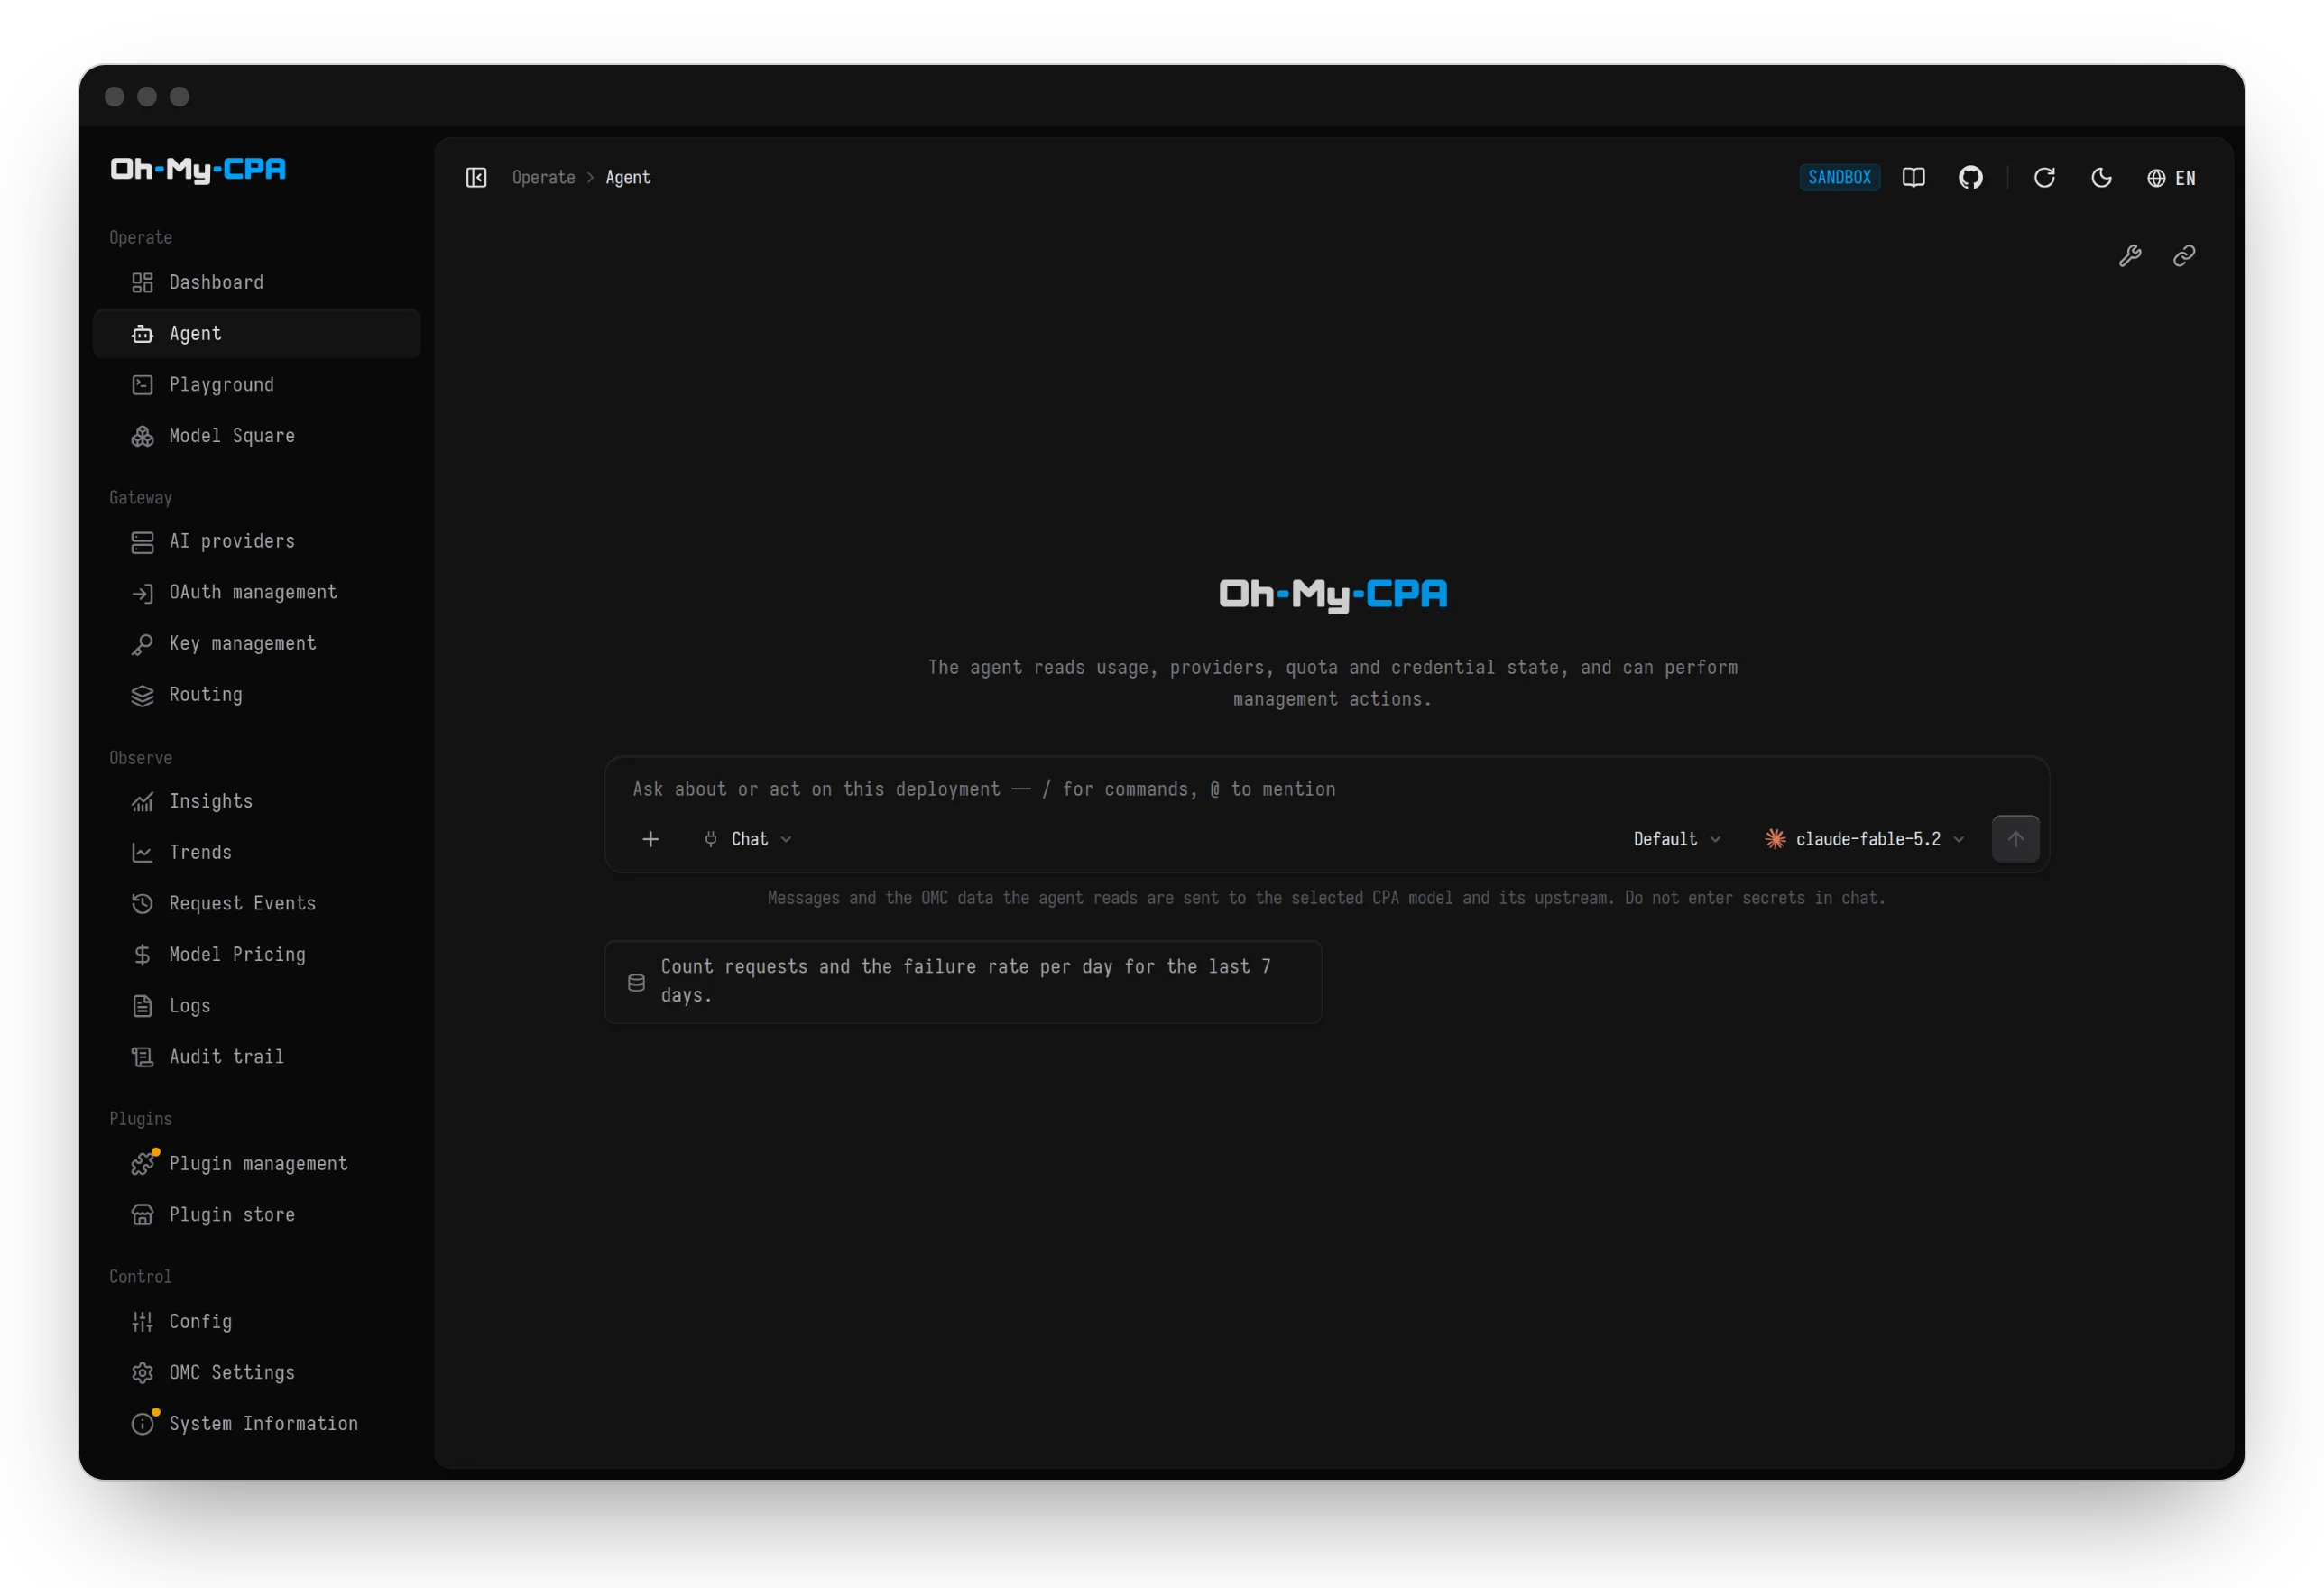 Oh-My-CPA
Operate
Dashboard
Agent
Playground
Model Square
Gateway
AI providers
OAuth management
Key management
Routing
Observe
Insights
Trends
Request Events
Model Pricing
Logs
Audit trail
Plugins
Plugin management
Plugin store
Control
Config
OMC Settings
System Information
Operate > Agent
SANDBOX
EN
Oh-My-CPA
The agent reads usage, providers, quota and credential state, and can perform
management actions.
Ask about or act on this deployment — / for commands, @ to mention
Chat
Default
claude-fable-5.2
Messages and the OMC data the agent reads are sent to the selected CPA model and its upstream. Do not enter secrets in chat.
Count requests and the failure rate per day for the last 7
days.